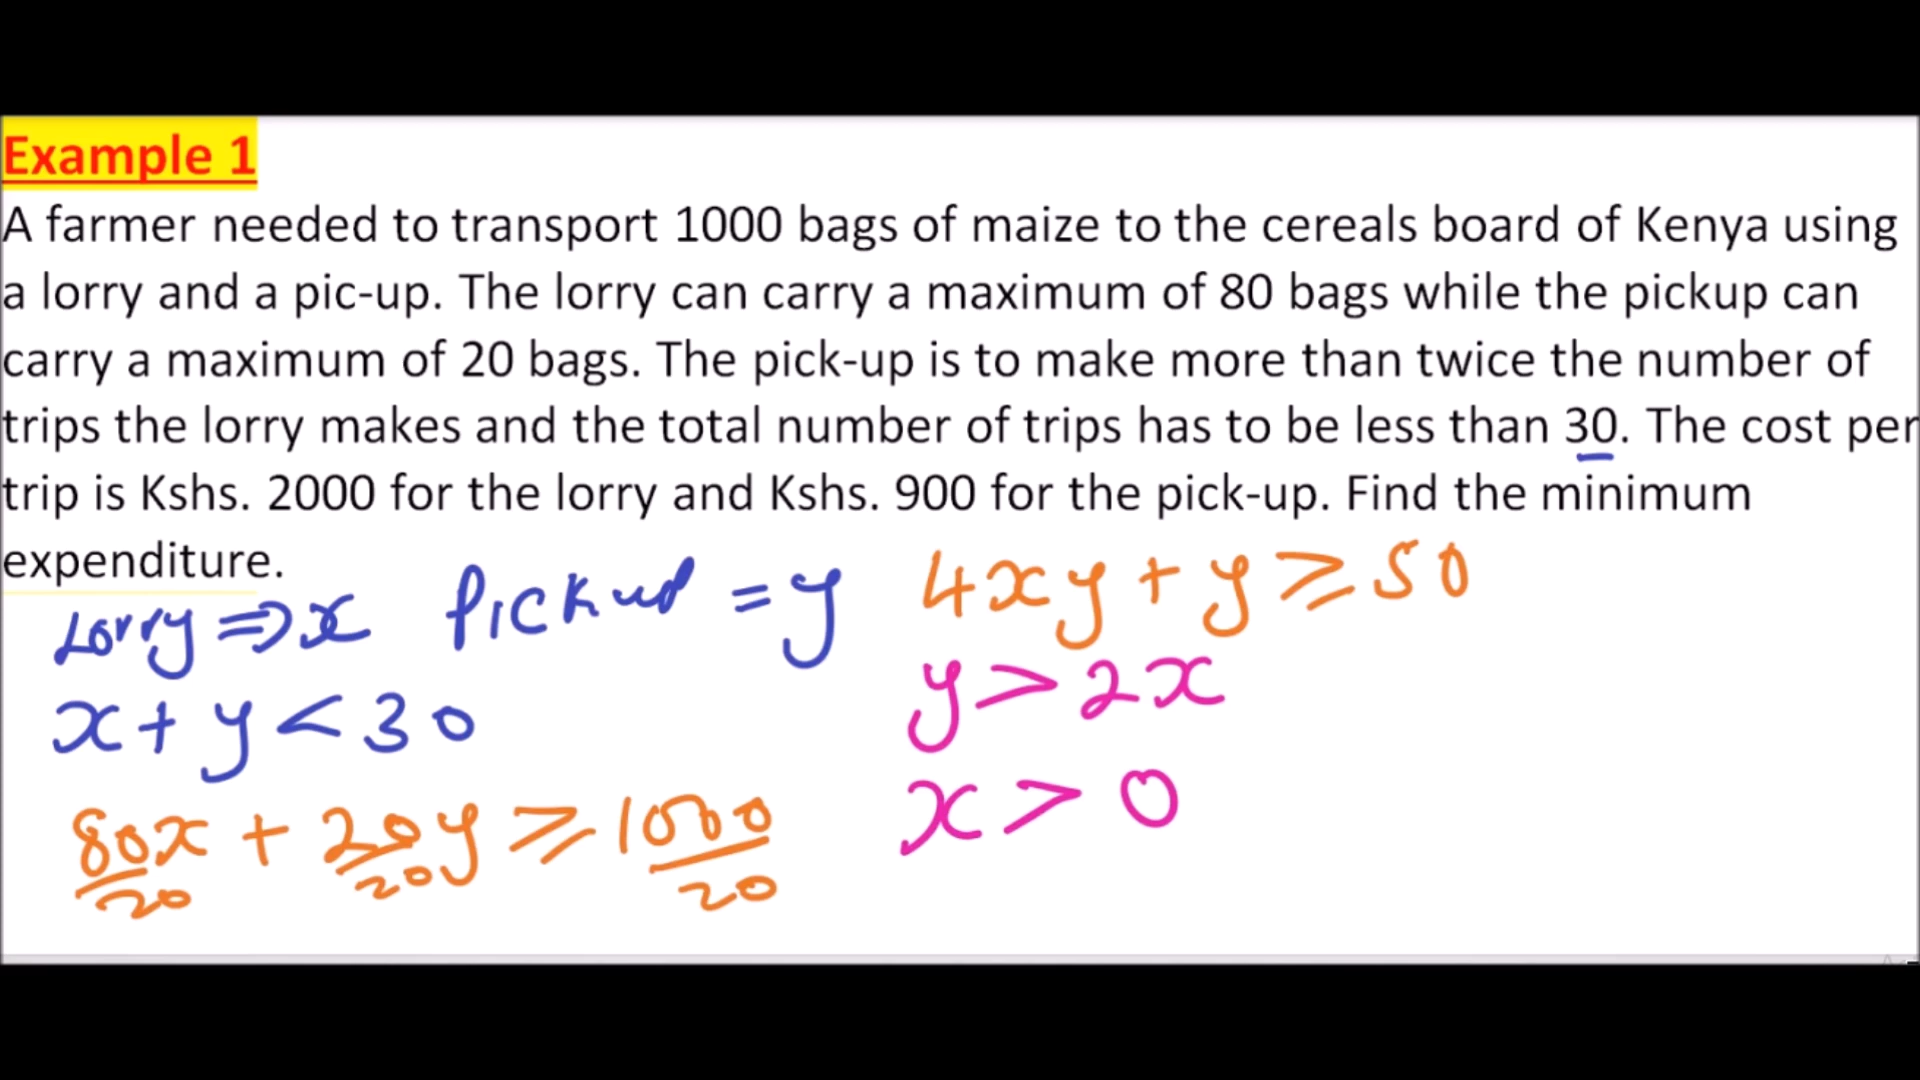 Example 1
A farmer needed to transport 1000 bags of maize to the cereals board of Kenya using
a lorry and a pic-up. The lorry can carry a maximum of 80 bags while the pickup can
carry a maximum of 20 bags. The pick-up is to make more than twice the number of
trips the lorry makes and the total number of trips has to be less than 30. The cost per
trip is Kshs. 2000 for the lorry and Kshs. 900 for the pick-up. Find the minimum
expenditure.
Lorry ⇒ x Pickup = y
x + y < 30
80x/20 + 20y/20 ≥ 1000/20
4xy + y ≥ 50
y > 2x
x > 0